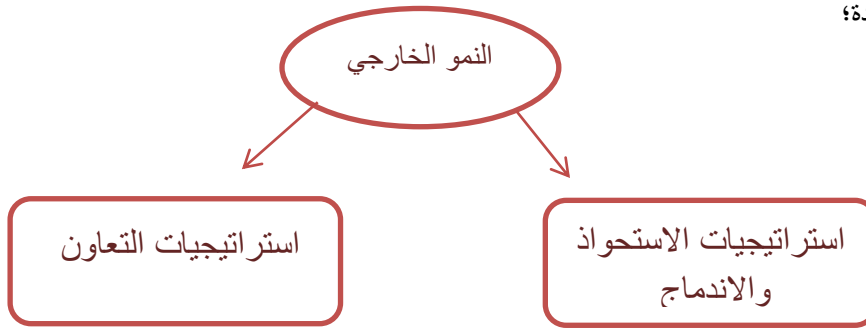 النمو الخارجي
استراتيجيات الاستحواذ
والاندماج
استراتيجيات التعاون